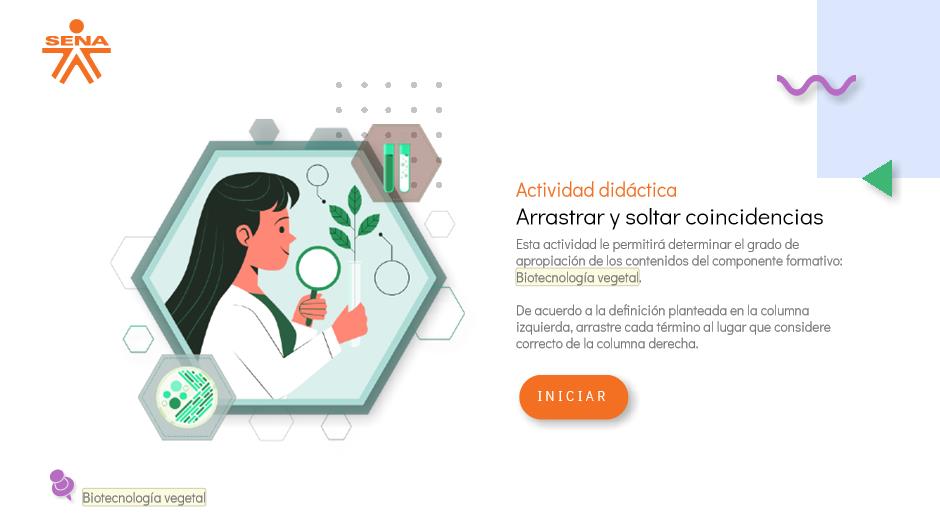 SENA
Actividad didáctica
Arrastrar y soltar coincidencias
Esta actividad le permitirá determinar el grado de
apropiación de los contenidos del componente formativo:
Biotecnología vegetal.
De acuerdo a la definición planteada en la columna
izquierda, arrastre cada término al lugar que considere
correcto de la columna derecha.
INICIAR
Biotecnología vegetal